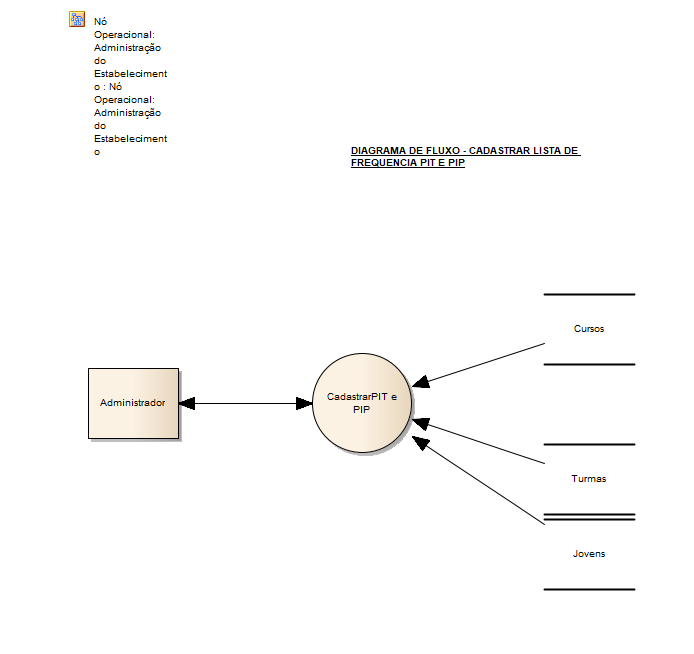 Nó
Operacional:
Administração
do
Estabeleciment
o : Nó
Operacional:
Administração
do
Estabeleciment
o
DIAGRAMA DE FLUXO - CADASTRAR LISTA DE
FREQUENCIA PIT E PIP
Cursos
Administrador
CadastrarPIT e
PIP
Turmas
Jovens